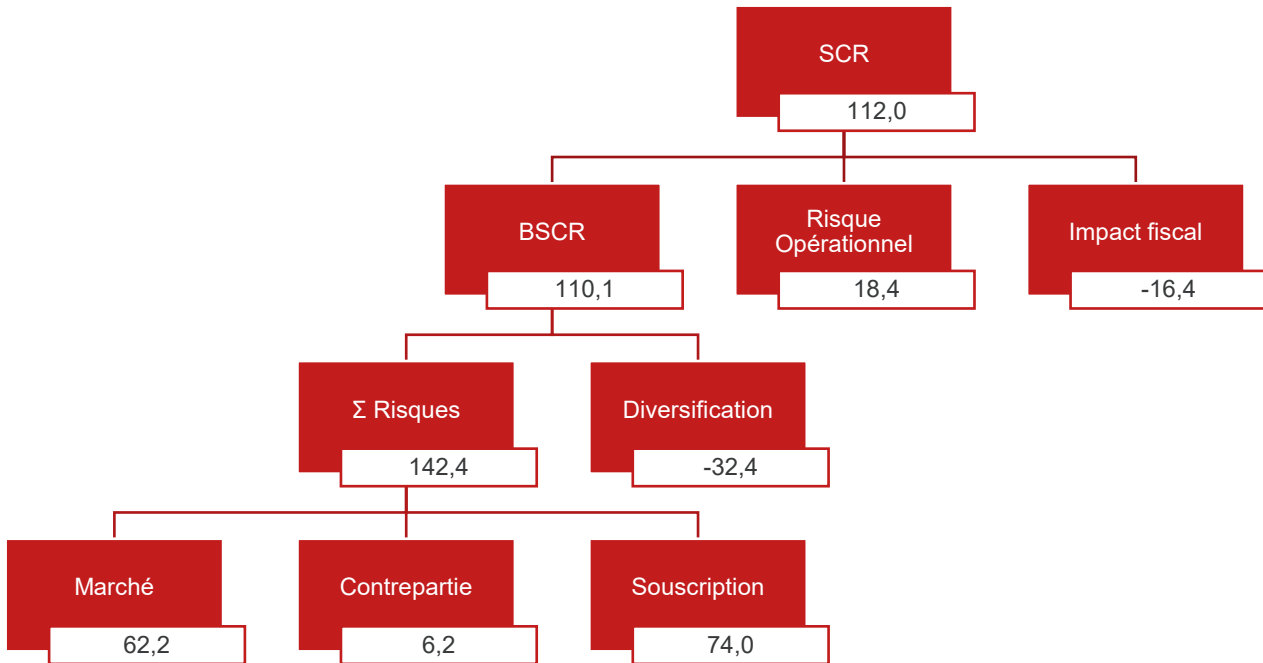 SCR
112,0
BSCR
110,1
Risque
Opérationnel
18,4
Impact fiscal
-16,4
Σ Risques
142,4
Diversification
-32,4
Marché
62,2
Contrepartie
6,2
Souscription
74,0